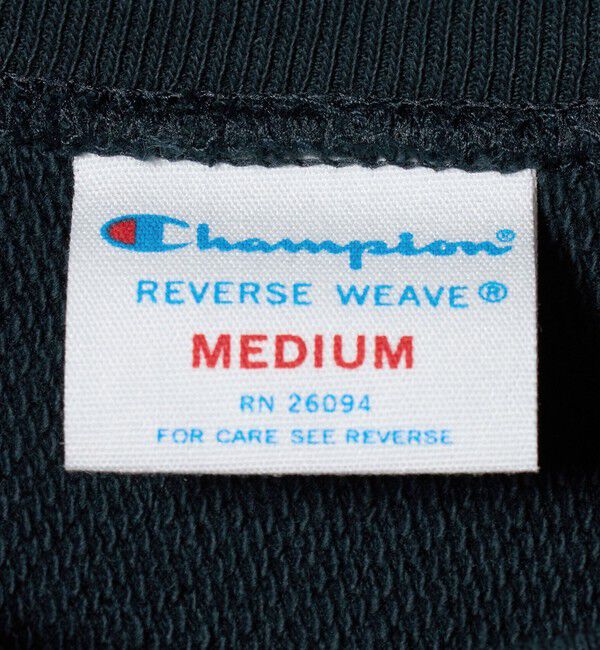 Champion®
REVERSE WEAVE®
MEDIUM
RN 26094
FOR CARE SEE REVERSE